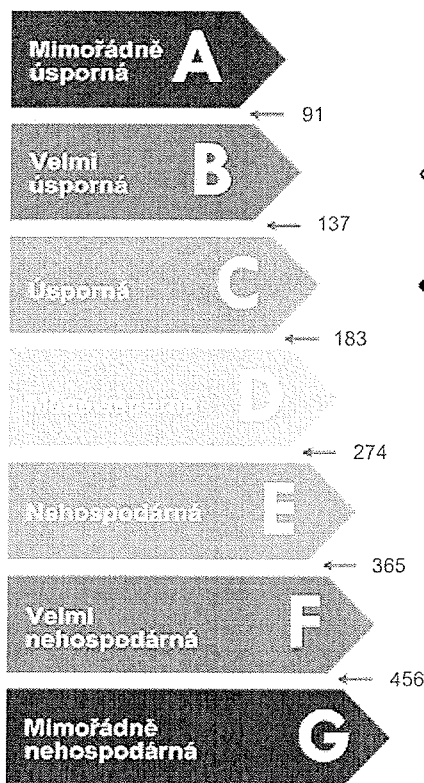 Mimořádně
úsporná
A
91
Velmi
úsporná
B
137
Úsporná
C
183
D
274
Nehospodárná
E
365
Velmi
nehospodárná
F
456
Mimořádně
nehospodárná
G